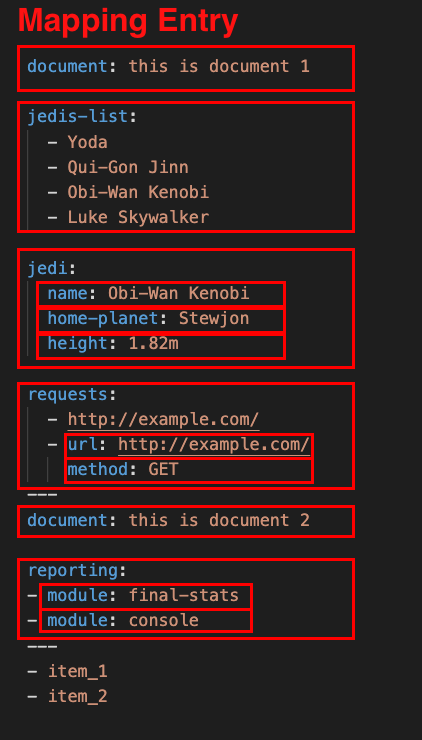 Mapping Entry
document: this is document 1
jedis-list:
- Yoda
- Qui-Gon Jinn
- Obi-Wan Kenobi
- Luke Skywalker
jedi:
name: Obi-Wan Kenobi
home-planet: Stewjon
height: 1.82m
requests:
- http://example.com/
- url: http://example.com/
method: GET
---
document: this is document 2
reporting:
- module: final-stats
- module: console
---
- item_1
- item_2